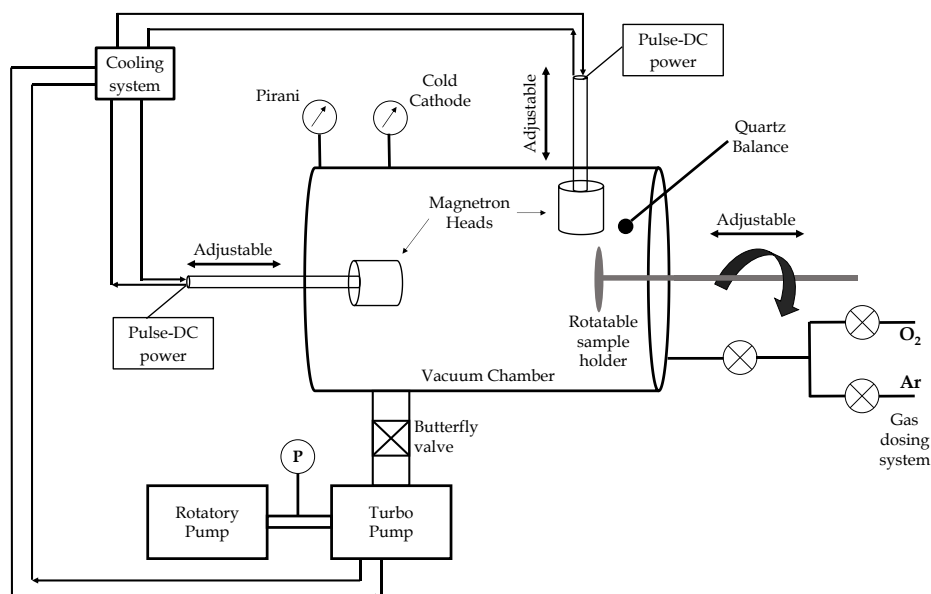 Cooling
system
Pulse-DC
power
Adjustable
Pirani
Cold
Cathode
Quartz
Balance
Magnetron
Heads
Adjustable
Adjustable
Pulse-DC
power
Rotatable
sample
holder
Vacuum Chamber
O₂
Ar
Gas
dosing
system
Butterfly
valve
P
Rotatory
Pump
Turbo
Pump